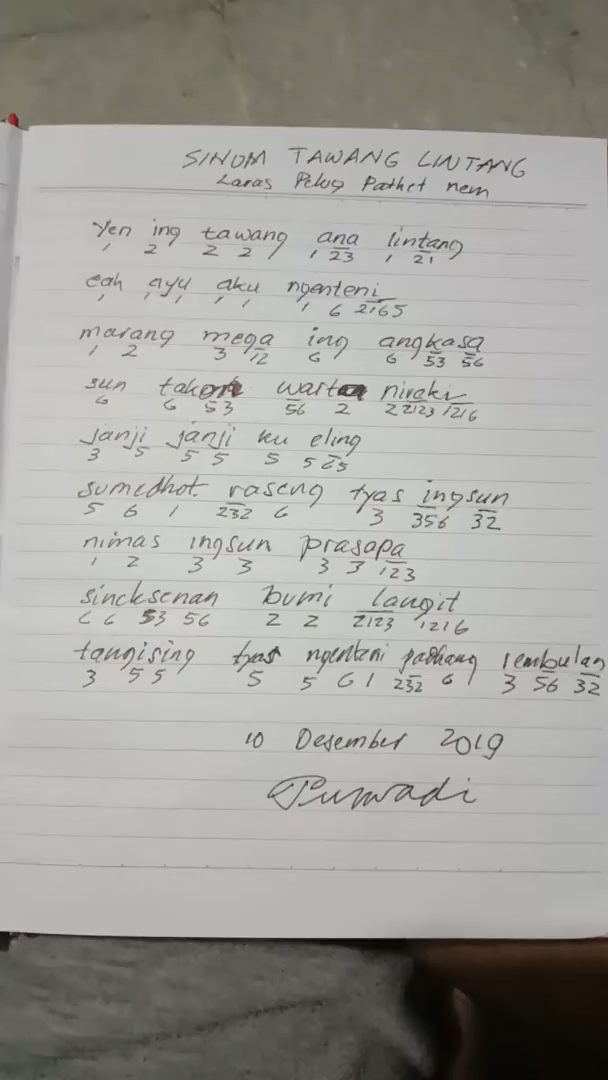 SINOM TAWANG LINTANG
Laras Pelog Pathet nem
Yen ing tawang ana lintang
1 2 2 2 1 23 1 21
cah ayu aku ngenteni
1 1 1 1 1 1 6 2165
marang mega ing angkasa
1 2 3 12 6 6 53 56
sun takon warta niraki
6 6 53 56 2 2 2123 1216
janji janji ku eling
3 5 5 5 5 5 25
sumedhot raseng tyas ingsun
5 6 1 232 6 3 356 32
nimas ingsun prasapa
1 2 3 3 3 3 123
sincksenan bumi langit
6 6 53 56 2 2 2123 1216
tangising tyas ngenteni padhang rembulan
3 5 5 5 5 6 1 232 6 1 3 56 32
10 Desember 2019
Purwadi